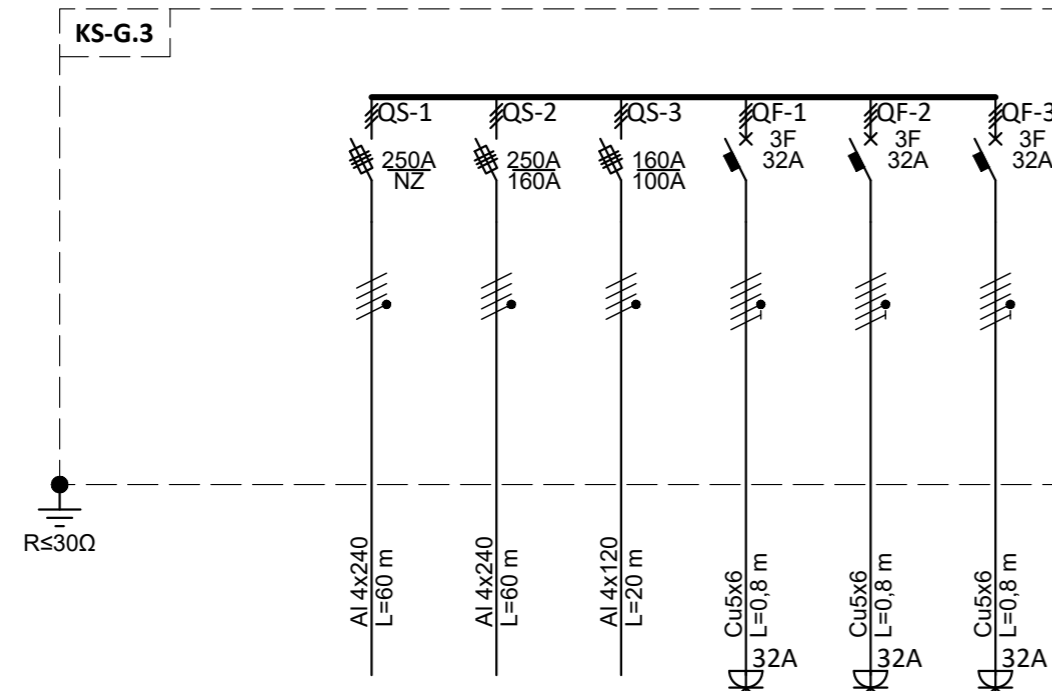 KS-G.3
QS-1
QS-2
QS-3
QF-1
QF-2
QF-3
250A
NZ
250A
160A
160A
100A
3F
32A
3F
32A
3F
32A
R≤30Ω
Al 4x240
L=60 m
Al 4x240
L=60 m
Al 4x120
L=20 m
Cu5x6
L=0,8 m
Cu5x6
L=0,8 m
Cu5x6
L=0,8 m
32A
32A
32A